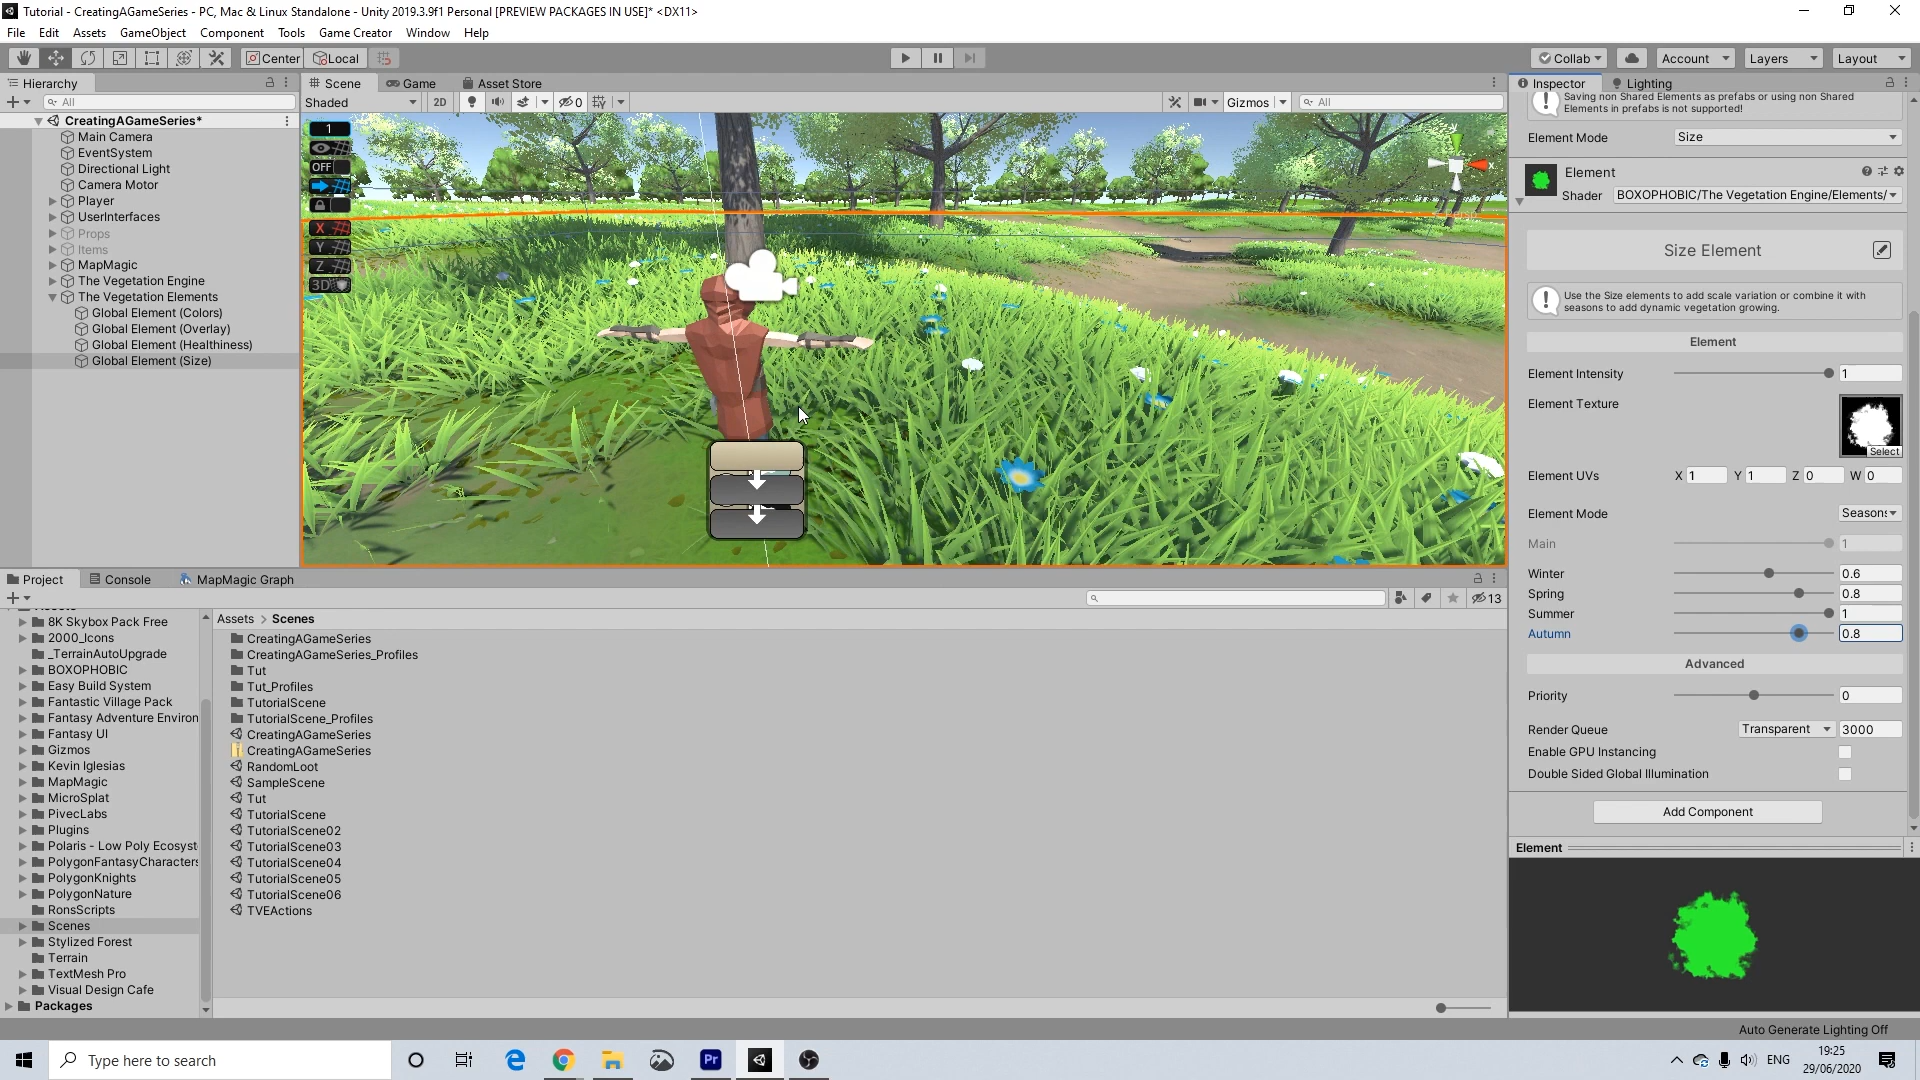 Tutorial - CreatingAGameSeries - PC, Mac & Linux Standalone - Unity 2019.3.9f1 Personal [PREVIEW PACKAGES IN USE]* <DX11>
File Edit Assets GameObject Component Tools Game Creator Window Help
Center Local Collab Account Layers Layout
Hierarchy
All
CreatingAGameSeries*
Main Camera
EventSystem
Directional Light
Camera Motor
Player
UserInterfaces
Props
Items
MapMagic
The Vegetation Engine
The Vegetation Elements
Global Element (Colors)
Global Element (Overlay)
Global Element (Healthiness)
Global Element (Size)
Scene Game Asset Store
Shaded 2D 0 Gizmos All
1
OFF
X
Y
Z
3D
Inspector Lighting
Saving non Shared Elements as prefabs or using non Shared
Elements in prefabs is not supported!
Element Mode Size
Element
Shader BOXOPHOBIC/The Vegetation Engine/Elements/
Size Element
Use the Size elements to add scale variation or combine it with
seasons to add dynamic vegetation growing.
Element
Element Intensity 1
Element Texture
Select
Element UVs X 1 Y 1 Z 0 W 0
Element Mode Seasons
Main 1
Winter 0.6
Spring 0.8
Summer 1
Autumn 0.8
Advanced
Priority 0
Render Queue Transparent 3000
Enable GPU Instancing
Double Sided Global Illumination
Add Component
Element
Project Console MapMagic Graph
13
Assets
8K Skybox Pack Free
2000_Icons
_TerrainAutoUpgrade
BOXOPHOBIC
Easy Build System
Fantastic Village Pack
Fantasy Adventure Environ
Fantasy UI
Gizmos
Kevin Iglesias
MapMagic
MicroSplat
PivecLabs
Plugins
Polaris - Low Poly Ecosyst
PolygonFantasyCharacters
PolygonKnights
PolygonNature
RonsScripts
Scenes
Stylized Forest
Terrain
TextMesh Pro
Visual Design Cafe
Packages
Assets > Scenes
CreatingAGameSeries
CreatingAGameSeries_Profiles
Tut
Tut_Profiles
TutorialScene
TutorialScene_Profiles
CreatingAGameSeries
CreatingAGameSeries
RandomLoot
SampleScene
Tut
TutorialScene
TutorialScene02
TutorialScene03
TutorialScene04
TutorialScene05
TutorialScene06
TVEActions
Auto Generate Lighting Off
Type here to search
Pr
ENG
19:25
29/06/2020